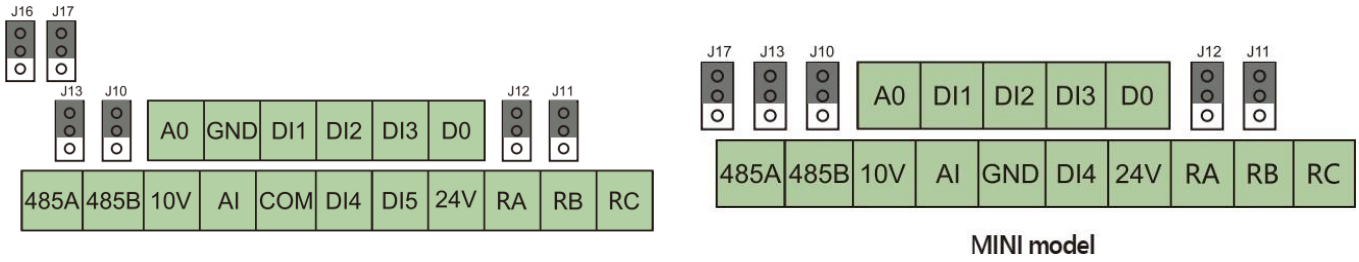 J16 J17
J13 J10 J12 J11
A0 GND DI1 DI2 DI3 D0
485A 485B 10V AI COM DI4 DI5 24V RA RB RC
J17 J13 J10 J12 J11
A0 DI1 DI2 DI3 D0
485A 485B 10V AI GND DI4 24V RA RB RC
MINI model